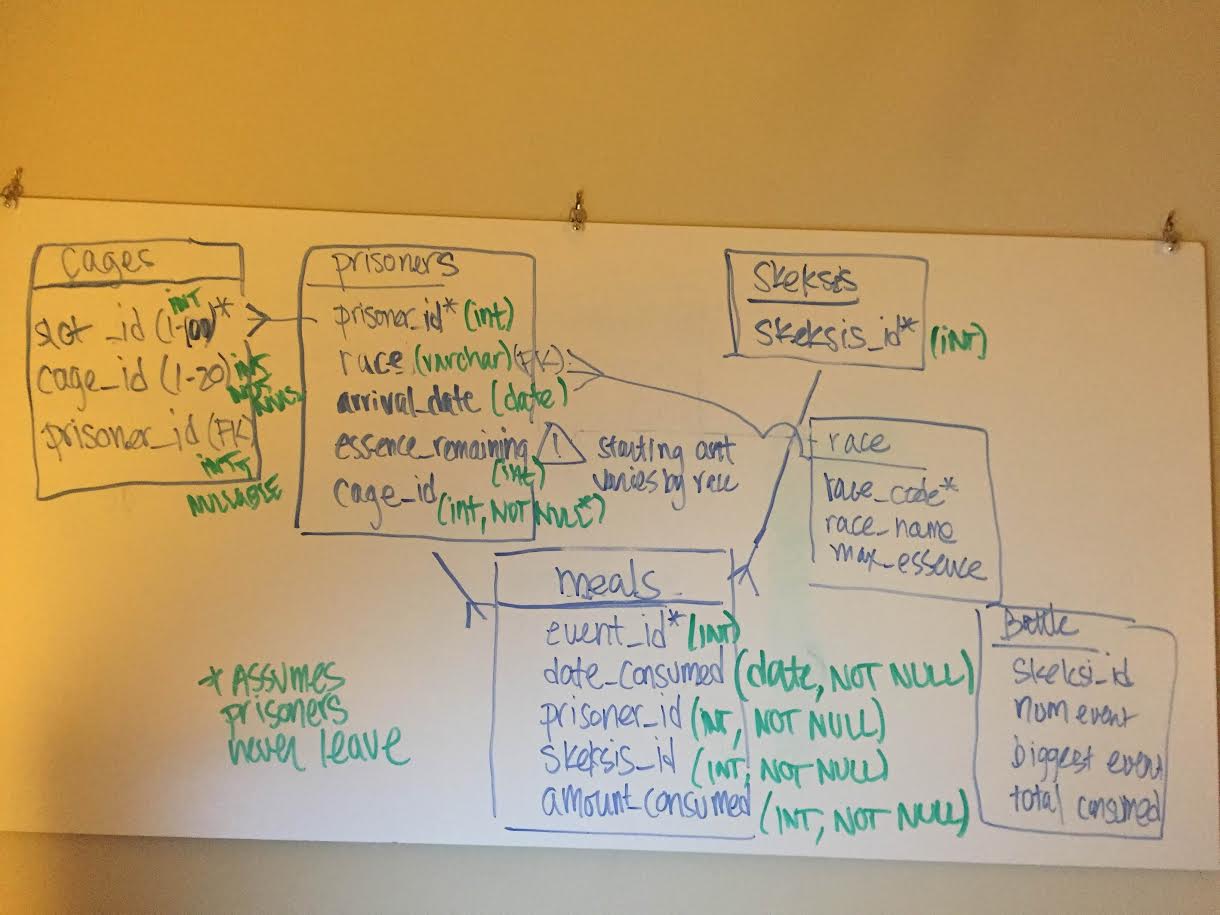 cages
slot_id (1-100)* INT
cage_id (1-20) INT NOT NULL
prisoner_id (FK)
INT,
NULLABLE
prisoners
prisoner_id* (int)
race (varchar) (FK)
arrival_date (date)
essence_remaining
(int)
cage_id
(int, NOT NULL*)
! starting amt
varies by race
Skeksis
skeksis_id* (INT)
race
race_code*
race_name
max_essence
meals
event_id* (INT)
date_consumed (date, NOT NULL)
prisoner_id (INT, NOT NULL)
skeksis_id (INT, NOT NULL)
amount_consumed (INT, NOT NULL)
Bottle
skeksi_id
num event
biggest event
total consumed
* Assumes
prisoners
never leave